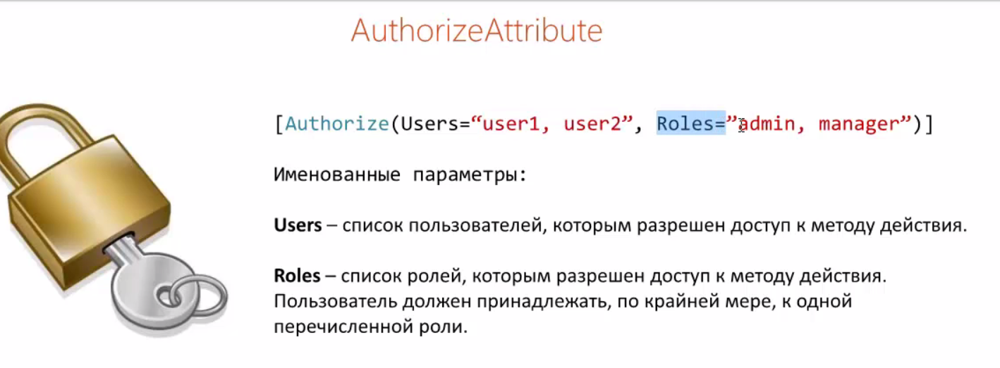 AuthorizeAttribute
[Authorize(Users=“user1, user2”, Roles=”admin, manager”)]
Именованные параметры:
Users – список пользователей, которым разрешен доступ к методу действия.
Roles – список ролей, которым разрешен доступ к методу действия.
Пользователь должен принадлежать, по крайней мере, к одной
перечисленной роли.